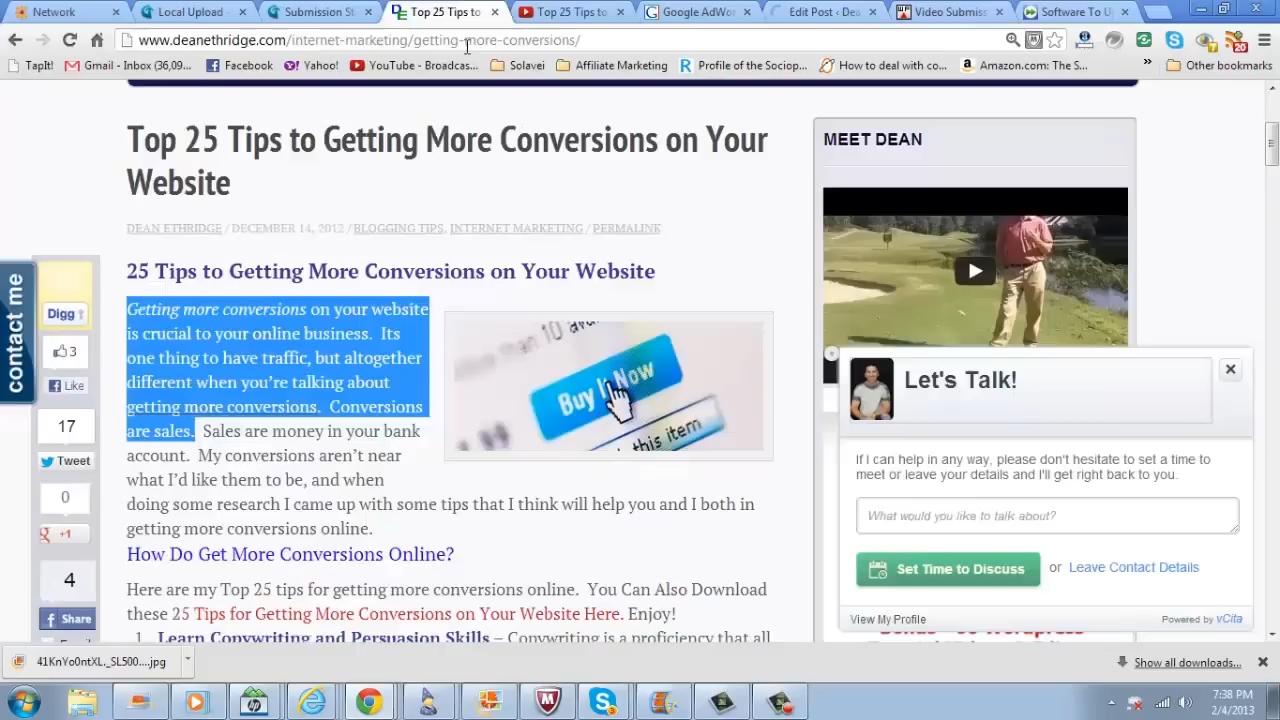 Network
Local Upload -
Submission St
Top 25 Tips to
Top 25 Tips to
Google AdWo
Edit Post ‹ Dea
Video Submis
Software To U
www.deanethridge.com/internet-marketing/getting-more-conversions/
20
TapIt!
Gmail - Inbox (36,09...
Facebook
Yahoo!
YouTube - Broadcas...
Solavei
Affiliate Marketing
Profile of the Sociop...
How to deal with co...
Amazon.com: The S...
»
Other bookmarks
Top 25 Tips to Getting More Conversions on Your
Website
DEAN ETHRIDGE / DECEMBER 14, 2012 / BLOGGING TIPS, INTERNET MARKETING / PERMALINK
25 Tips to Getting More Conversions on Your Website
Getting more conversions on your website
is crucial to your online business. Its
one thing to have traffic, but altogether
different when you're talking about
getting more conversions. Conversions
are sales. Sales are money in your bank
account. My conversions aren't near
what I'd like them to be, and when
doing some research I came up with some tips that I think will help you and I both in
getting more conversions online.
How Do Get More Conversions Online?
Here are my Top 25 tips for getting more conversions online. You Can Also Download
these 25 Tips for Getting More Conversions on Your Website Here. Enjoy!
1. Learn Copywriting and Persuasion Skills – Copywriting is a proficiency that all
more than 10
Buy It Now
this item
contact me
Digg
3
Like
17
Tweet
0
+1
4
Share
MEET DEAN
Let's Talk!
If I can help in any way, please don't hesitate to set a time to
meet or leave your details and I'll get right back to you.
What would you like to talk about?
Set Time to Discuss
or Leave Contact Details
View My Profile
Powered by vCita
41KnYo0ntXL._SL500....jpg
Show all downloads...
7:38 PM
2/4/2013